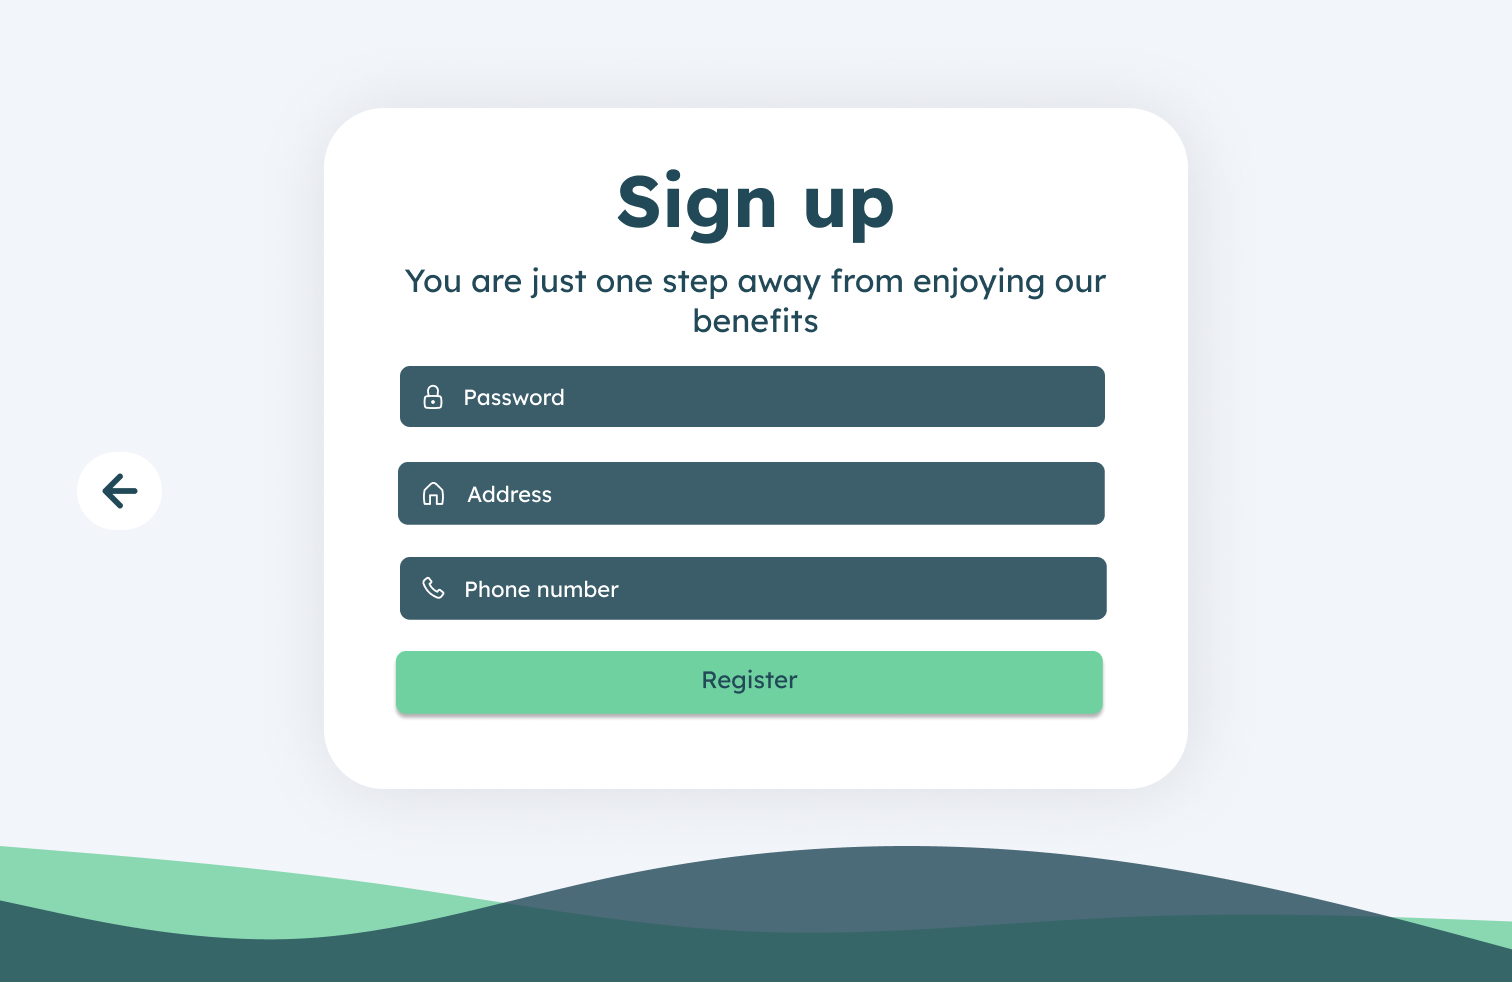 Sign up
You are just one step away from enjoying our
benefits
Password
Address
Phone number
Register